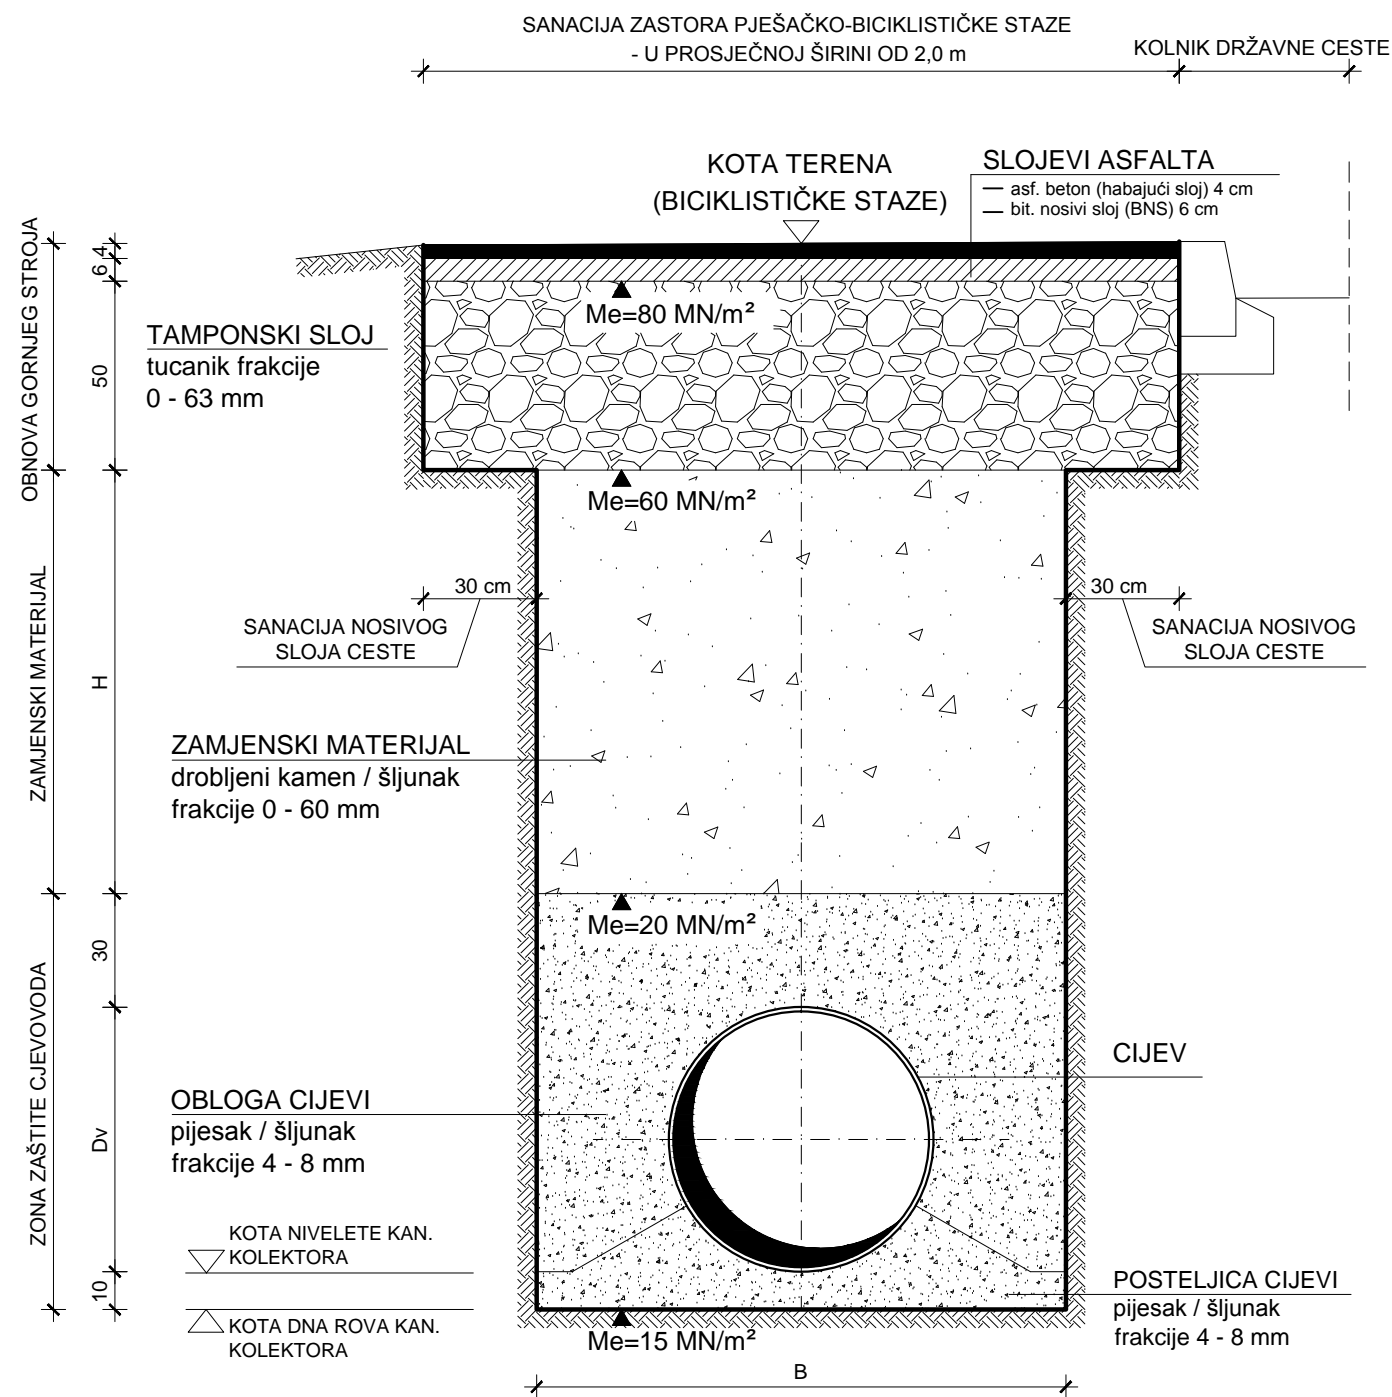 SANACIJA ZASTORA PJEŠAČKO-BICIKLISTIČKE STAZE
- U PROSJEČNOJ ŠIRINI OD 2,0 m
KOLNIK DRŽAVNE CESTE
KOTA TERENA
(BICIKLISTIČKE STAZE)
SLOJEVI ASFALTA
— asf. beton (habajući sloj) 4 cm
— bit. nosivi sloj (BNS) 6 cm
OBNOVA GORNJEG STROJA
4
6
50
Me=80 MN/m²
TAMPONSKI SLOJ
tucanik frakcije
0 - 63 mm
Me=60 MN/m²
ZAMJENSKI MATERIJAL
H
30 cm
SANACIJA NOSIVOG
SLOJA CESTE
30 cm
SANACIJA NOSIVOG
SLOJA CESTE
ZAMJENSKI MATERIJAL
drobljeni kamen / šljunak
frakcije 0 - 60 mm
Me=20 MN/m²
ZONA ZAŠTITE CJEVOVODA
30
Dv
10
CIJEV
OBLOGA CIJEVI
pijesak / šljunak
frakcije 4 - 8 mm
KOTA NIVELETE KAN.
KOLEKTORA
KOTA DNA ROVA KAN.
KOLEKTORA
POSTELJICA CIJEVI
pijesak / šljunak
frakcije 4 - 8 mm
Me=15 MN/m²
B